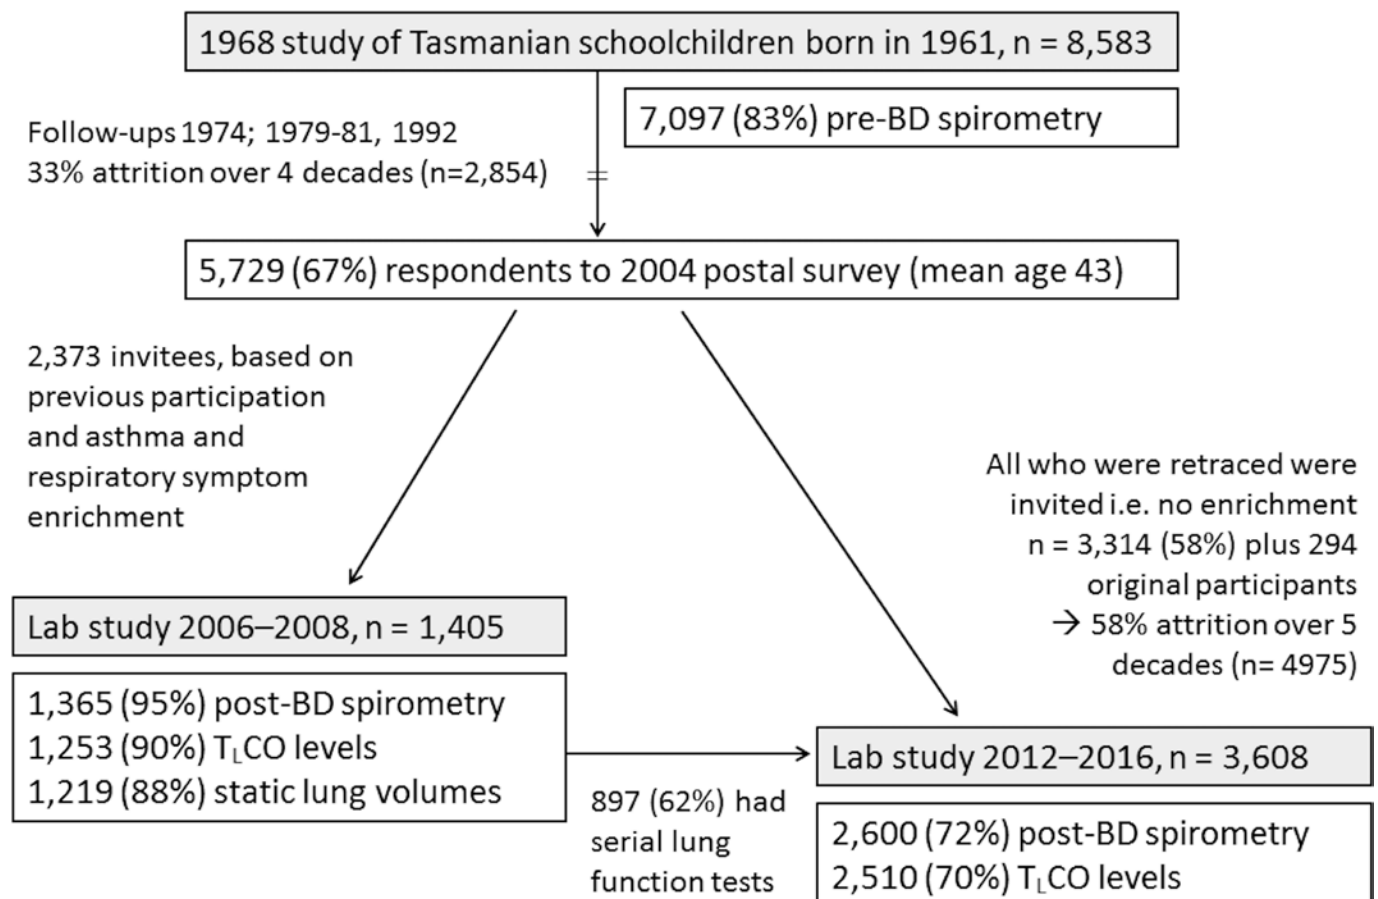 1968 study of Tasmanian schoolchildren born in 1961, n = 8,583
7,097 (83%) pre-BD spirometry
Follow-ups 1974; 1979-81, 1992
33% attrition over 4 decades (n=2,854)
5,729 (67%) respondents to 2004 postal survey (mean age 43)
2,373 invitees, based on
previous participation
and asthma and
respiratory symptom
enrichment
All who were retraced were
invited i.e. no enrichment
n = 3,314 (58%) plus 294
original participants
→ 58% attrition over 5
decades (n= 4975)
Lab study 2006–2008, n = 1,405
1,365 (95%) post-BD spirometry
1,253 (90%) TLCO levels
1,219 (88%) static lung volumes
897 (62%) had
serial lung
function tests
Lab study 2012–2016, n = 3,608
2,600 (72%) post-BD spirometry
2,510 (70%) TLCO levels